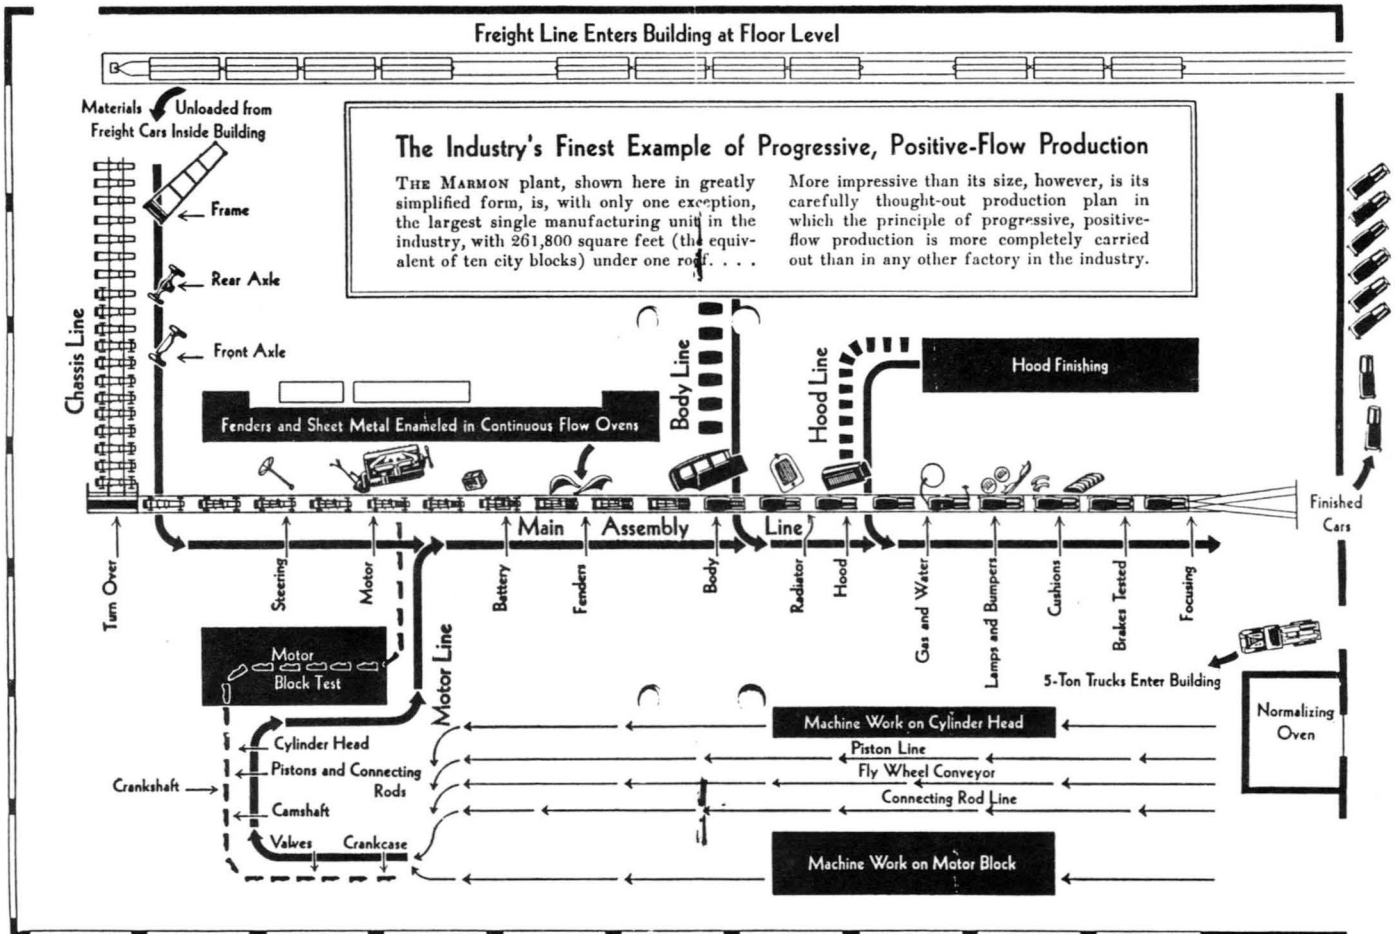 Freight Line Enters Building at Floor Level
Materials Unloaded from
Freight Cars Inside Building
The Industry's Finest Example of Progressive, Positive-Flow Production
THE MARMON plant, shown here in greatly
simplified form, is, with only one exception,
the largest single manufacturing unit in the
industry, with 261,800 square feet (the equiv-
alent of ten city blocks) under one roof. . . .
More impressive than its size, however, is its
carefully thought-out production plan in
which the principle of progressive, positive-
flow production is more completely carried
out than in any other factory in the industry.
Frame
Rear Axle
Front Axle
Chassis Line
Body Line
Hood Line
Hood Finishing
Fenders and Sheet Metal Enameled in Continuous Flow Ovens
Finished
Cars
Main Assembly Line
Turn Over
Steering
Motor
Battery
Fenders
Body
Radiator
Hood
Gas and Water
Lamps and Bumpers
Cushions
Brakes Tested
Focusing
Motor
Block Test
Motor Line
5-Ton Trucks Enter Building
Normalizing
Oven
Machine Work on Cylinder Head
Cylinder Head
Piston Line
Pistons and Connecting
Rods
Fly Wheel Conveyor
Crankshaft
Connecting Rod Line
Camshaft
Valves
Crankcase
Machine Work on Motor Block